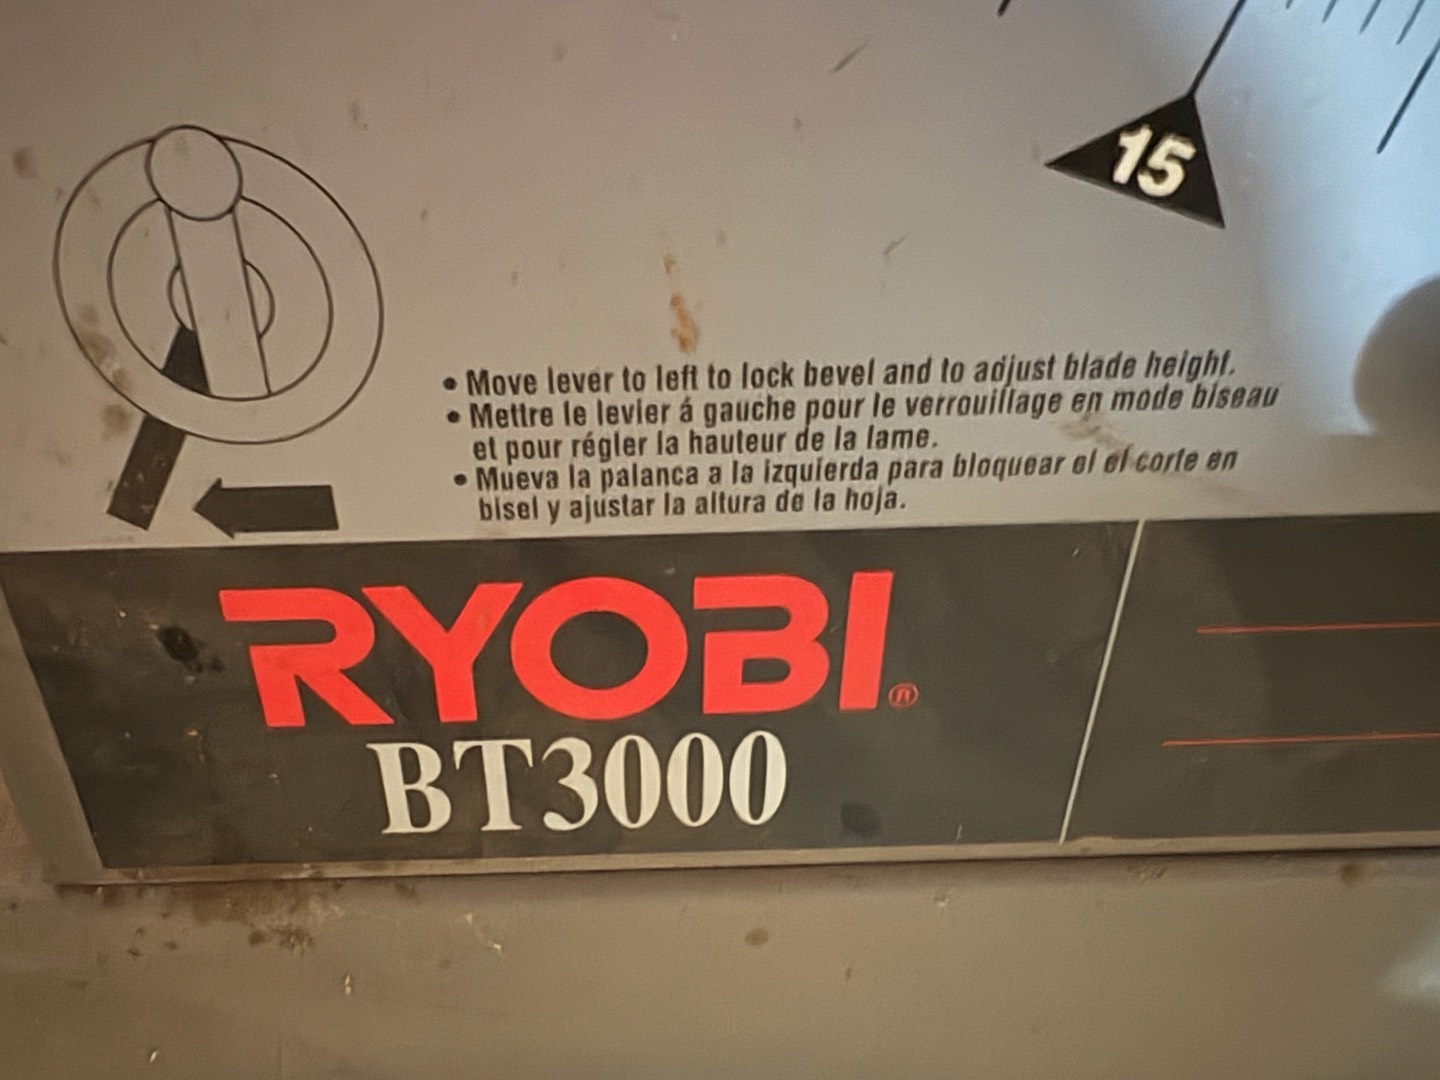 15
• Move lever to left to lock bevel and to adjust blade height.
• Mettre le levier á gauche pour le verrouillage en mode biseau
et pour régler la hauteur de la lame.
• Mueva la palanca a la izquierda para bloquear el el corte en
bisel y ajustar la altura de la hoja.
RYOBI®
BT3000